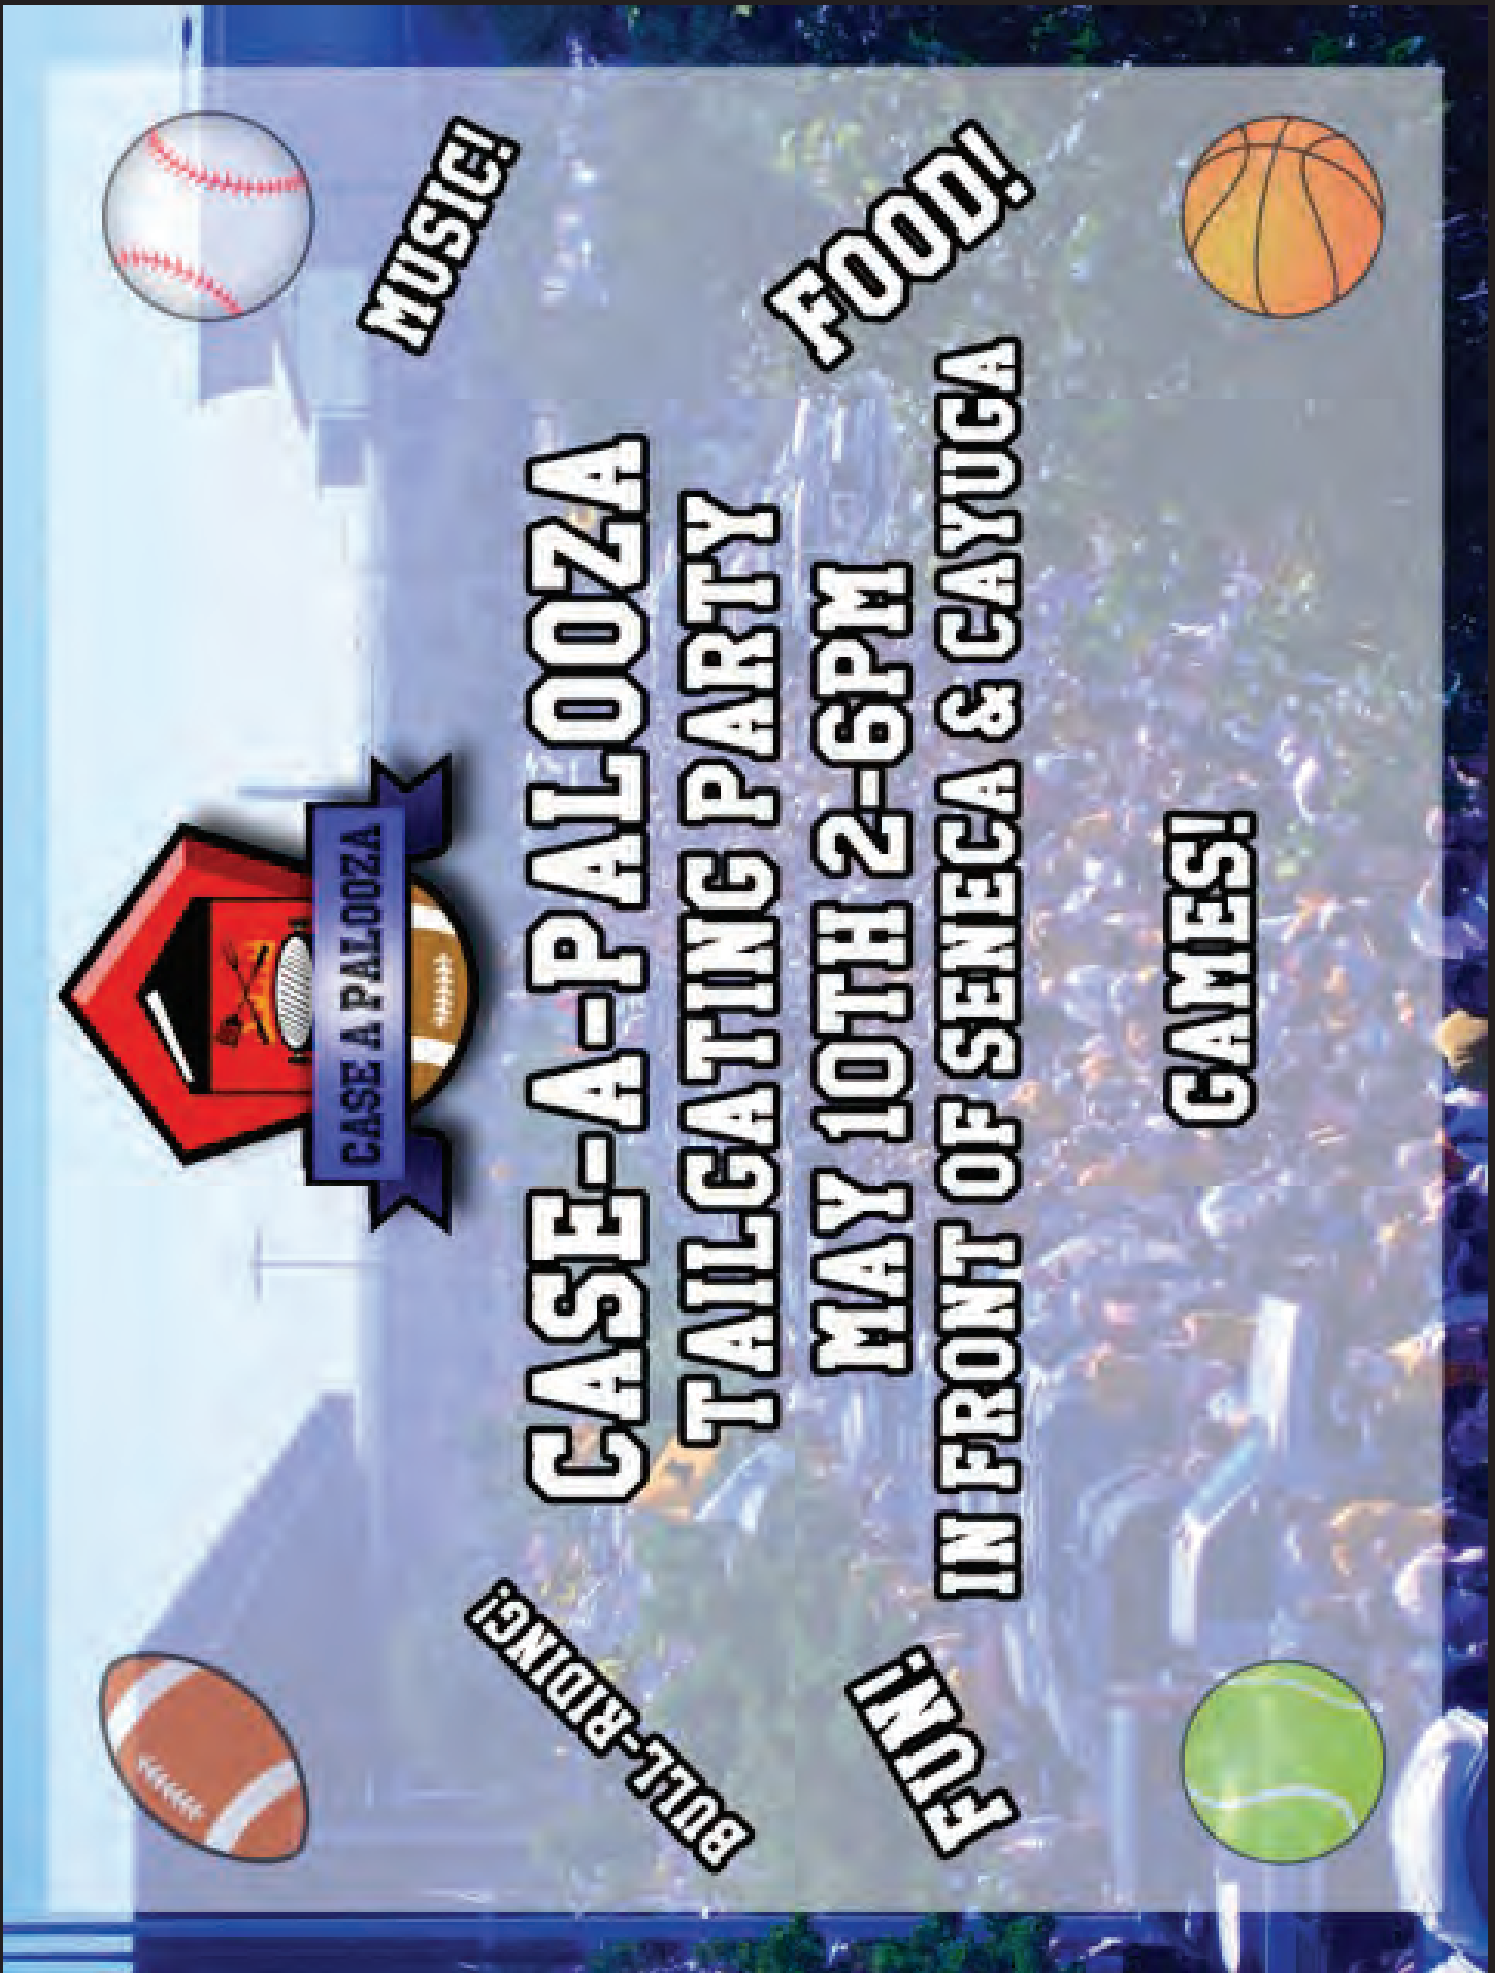 CASE A PALOOZA
CASE-A-PALOOZA
TAILGATING PARTY
MAY 10TH 2-6PM
IN FRONT OF SENECA & CAYUGA
BULL-RIDING!
MUSIC!
FUN!
FOOD!
GAMES!